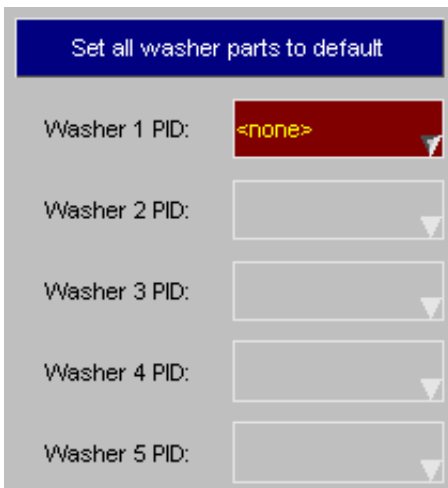 Set all washer parts to default
Washer 1 PID: <none>
Washer 2 PID:
Washer 3 PID:
Washer 4 PID:
Washer 5 PID: